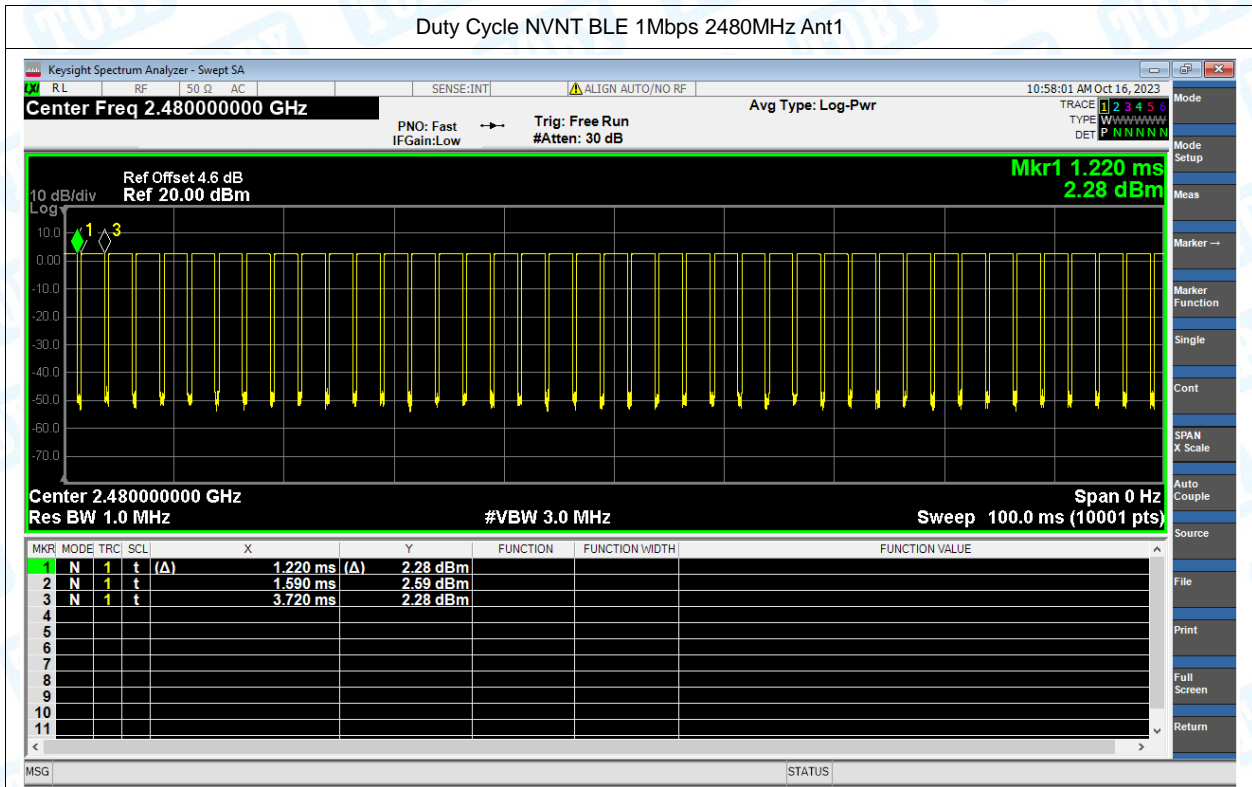 Duty Cycle NVNT BLE 1Mbps 2480MHz Ant1
Keysight Spectrum Analyzer - Swept SA
LXI RL RF 50 Ω AC SENSE:INT ALIGN AUTO/NO RF 10:58:01 AM Oct 16, 2023
Center Freq 2.480000000 GHz
Avg Type: Log-Pwr
TRACE 1 2 3 4 5 6
TYPE WWWWWW
DET P N N N N N
PNO: Fast
IFGain:Low
Trig: Free Run
#Atten: 30 dB
Mkr1 1.220 ms
2.28 dBm
Ref Offset 4.6 dB
10 dB/div Ref 20.00 dBm
Log
1 3
10.0
0.00
-10.0
-20.0
-30.0
-40.0
-50.0
-60.0
-70.0
Center 2.480000000 GHz Span 0 Hz
Res BW 1.0 MHz #VBW 3.0 MHz Sweep 100.0 ms (10001 pts)
MKR MODE TRC SCL X Y FUNCTION FUNCTION WIDTH FUNCTION VALUE
1 N 1 t (Δ) 1.220 ms (Δ) 2.28 dBm
2 N 1 t 1.590 ms 2.59 dBm
3 N 1 t 3.720 ms 2.28 dBm
4
5
6
7
8
9
10
11
MSG STATUS
Mode
Mode
Setup
Meas
Marker →
Marker
Function
Single
Cont
SPAN
X Scale
Auto
Couple
Source
File
Print
Full
Screen
Return
TOBY